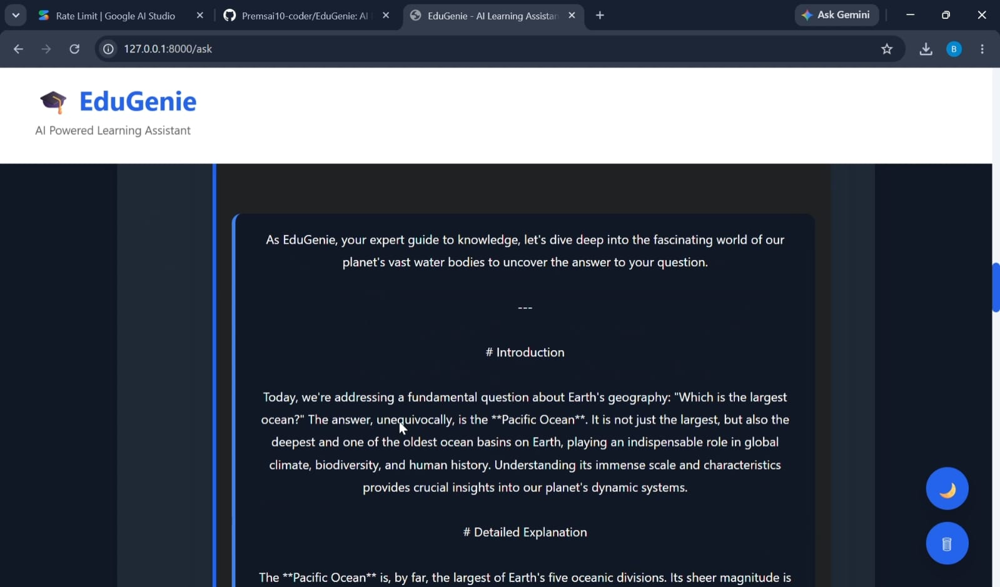 Rate Limit | Google AI Studio
Premsai10-coder/EduGenie: AI
EduGenie - AI Learning Assistan
Ask Gemini
127.0.0.1:8000/ask
B
EduGenie
AI Powered Learning Assistant
As EduGenie, your expert guide to knowledge, let's dive deep into the fascinating world of our
planet's vast water bodies to uncover the answer to your question.
---
# Introduction
Today, we're addressing a fundamental question about Earth's geography: "Which is the largest
ocean?" The answer, unequivocally, is the **Pacific Ocean**. It is not just the largest, but also the
deepest and one of the oldest ocean basins on Earth, playing an indispensable role in global
climate, biodiversity, and human history. Understanding its immense scale and characteristics
provides crucial insights into our planet's dynamic systems.
# Detailed Explanation
The **Pacific Ocean** is, by far, the largest of Earth's five oceanic divisions. Its sheer magnitude is